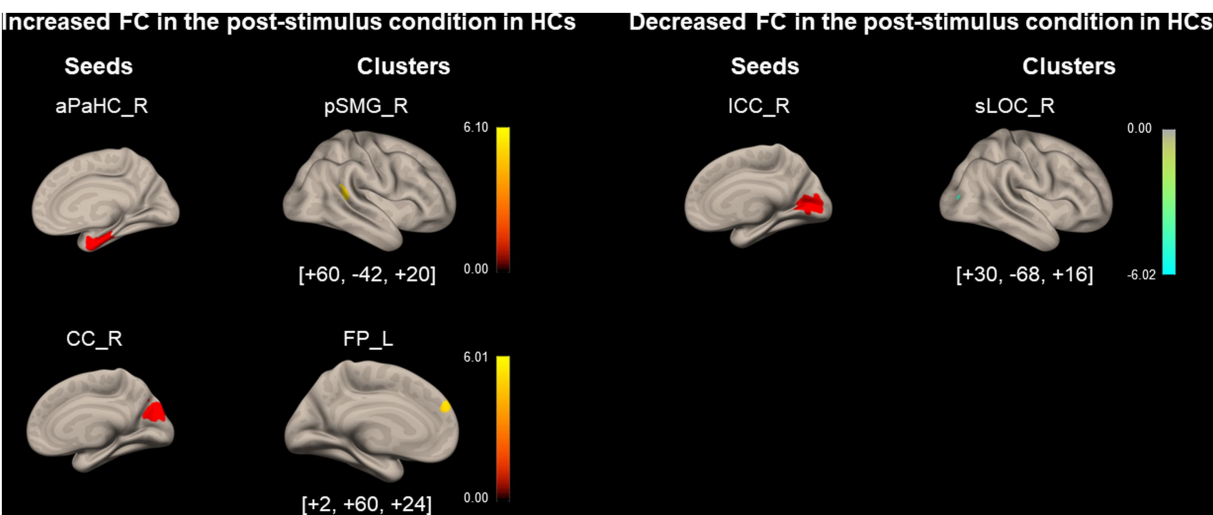 Increased FC in the post-stimulus condition in HCs
Seeds
Clusters
aPaHC_R
pSMG_R
6.10
0.00
[+60, -42, +20]
CC_R
FP_L
6.01
0.00
[+2, +60, +24]
Decreased FC in the post-stimulus condition in HCs
Seeds
Clusters
ICC_R
sLOC_R
0.00
-6.02
[+30, -68, +16]